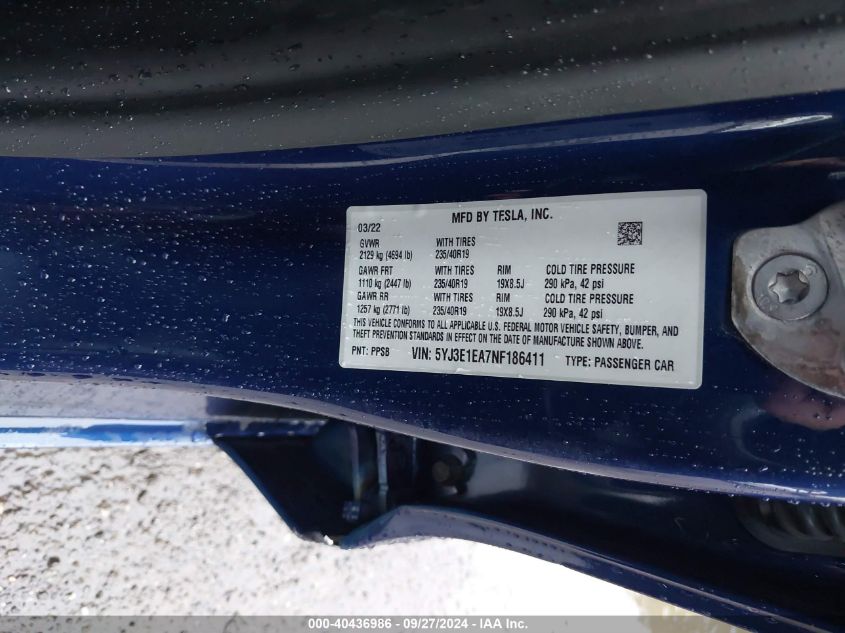 MFD BY TESLA, INC.
03/22
GVWR WITH TIRES
2129 kg (4694 lb) 235/40R19
GAWR FRT WITH TIRES RIM COLD TIRE PRESSURE
1110 kg (2447 lb) 235/40R19 19X8.5J 290 kPa, 42 psi
GAWR RR WITH TIRES RIM COLD TIRE PRESSURE
1257 kg (2771 lb) 235/40R19 19X8.5J 290 kPa, 42 psi
THIS VEHICLE CONFORMS TO ALL APPLICABLE U.S. FEDERAL MOTOR VEHICLE SAFETY, BUMPER, AND
THEFT PREVENTION STANDARDS IN EFFECT ON THE DATE OF MANUFACTURE SHOWN ABOVE.
PNT: PPSB VIN: 5YJ3E1EA7NF186411 TYPE: PASSENGER CAR
000-40436986 - 09/27/2024 - IAA Inc.